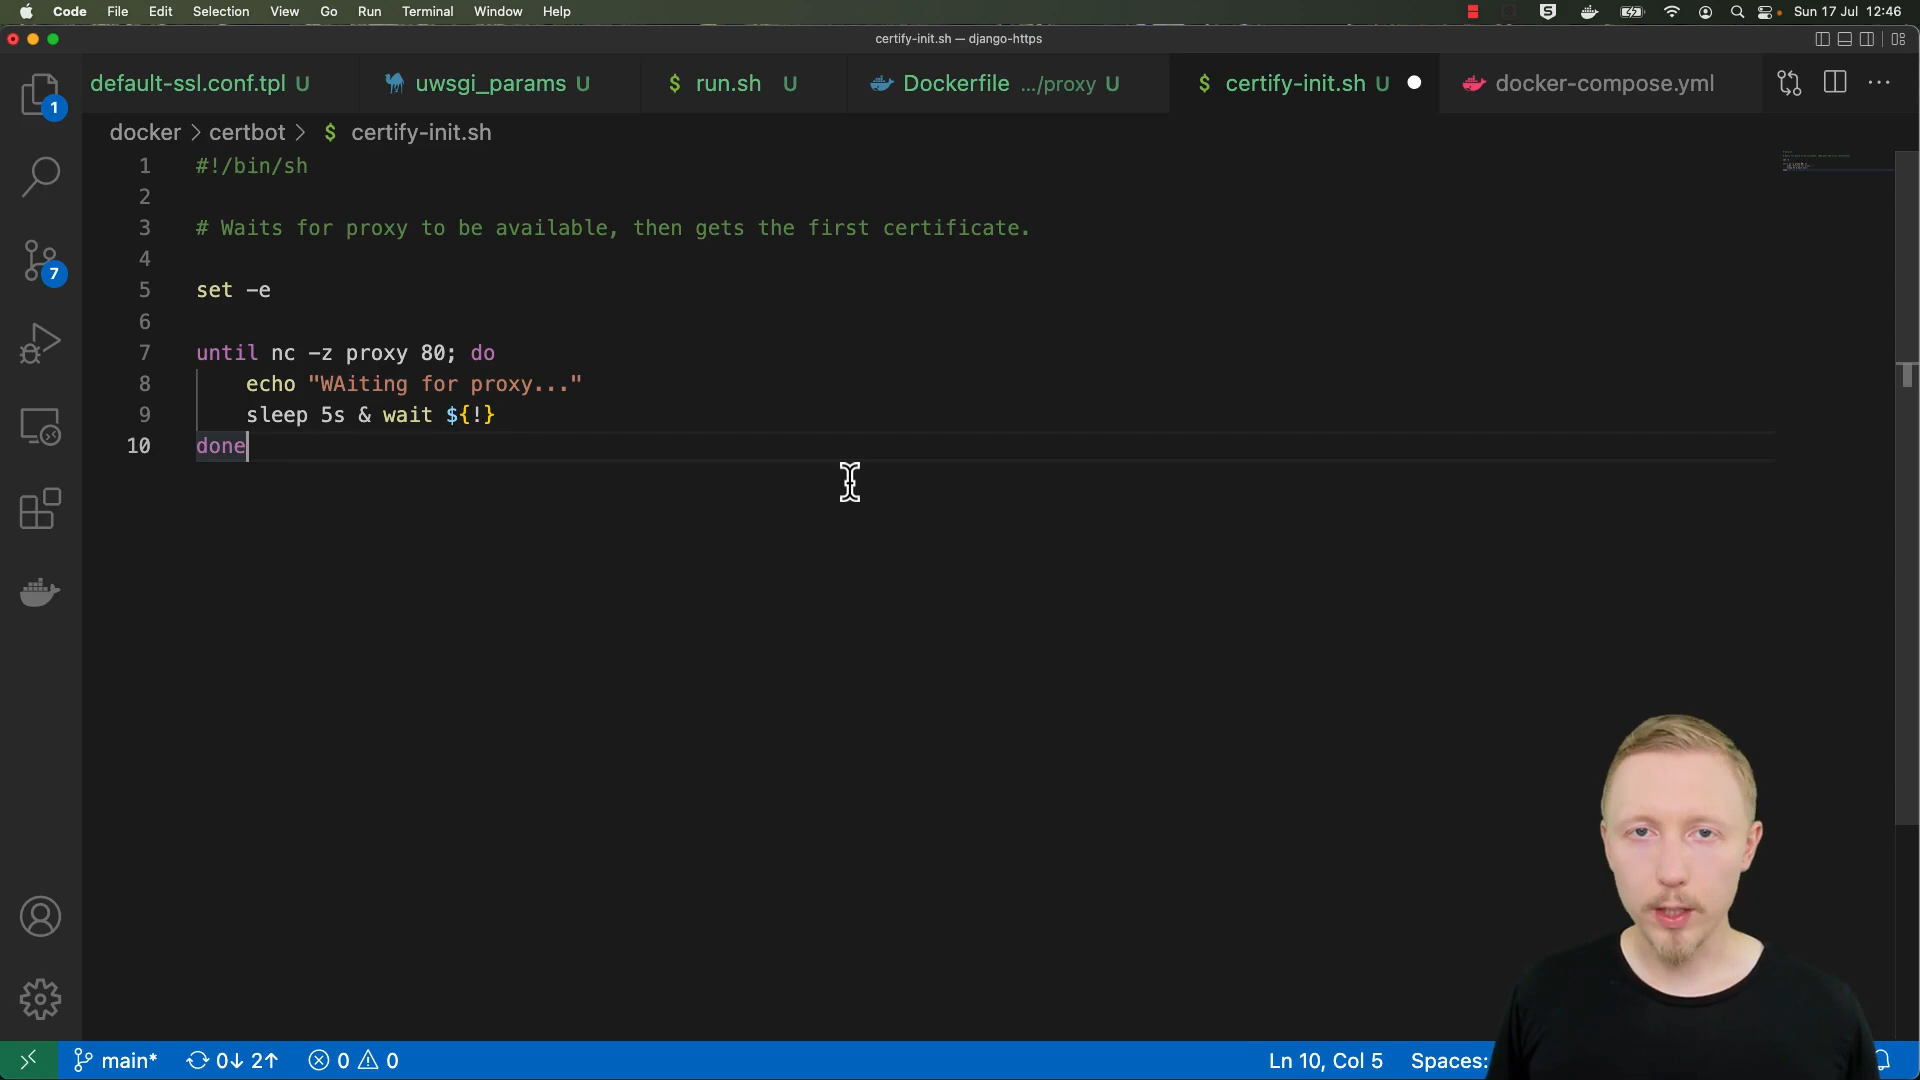 Code File Edit Selection View Go Run Terminal Window Help Sun 17 Jul 12:46
certify-init.sh — django-https
default-ssl.conf.tpl U uwsgi_params U $ run.sh U Dockerfile .../proxy U $ certify-init.sh U docker-compose.yml ...
docker > certbot > $ certify-init.sh
1 #!/bin/sh
2
3 # Waits for proxy to be available, then gets the first certificate.
4
5 set -e
6
7 until nc -z proxy 80; do
8 echo "WAiting for proxy..."
9 sleep 5s & wait ${!}
10 done
1
7
main* 0↓ 2↑ 0 0 Ln 10, Col 5 Spaces: